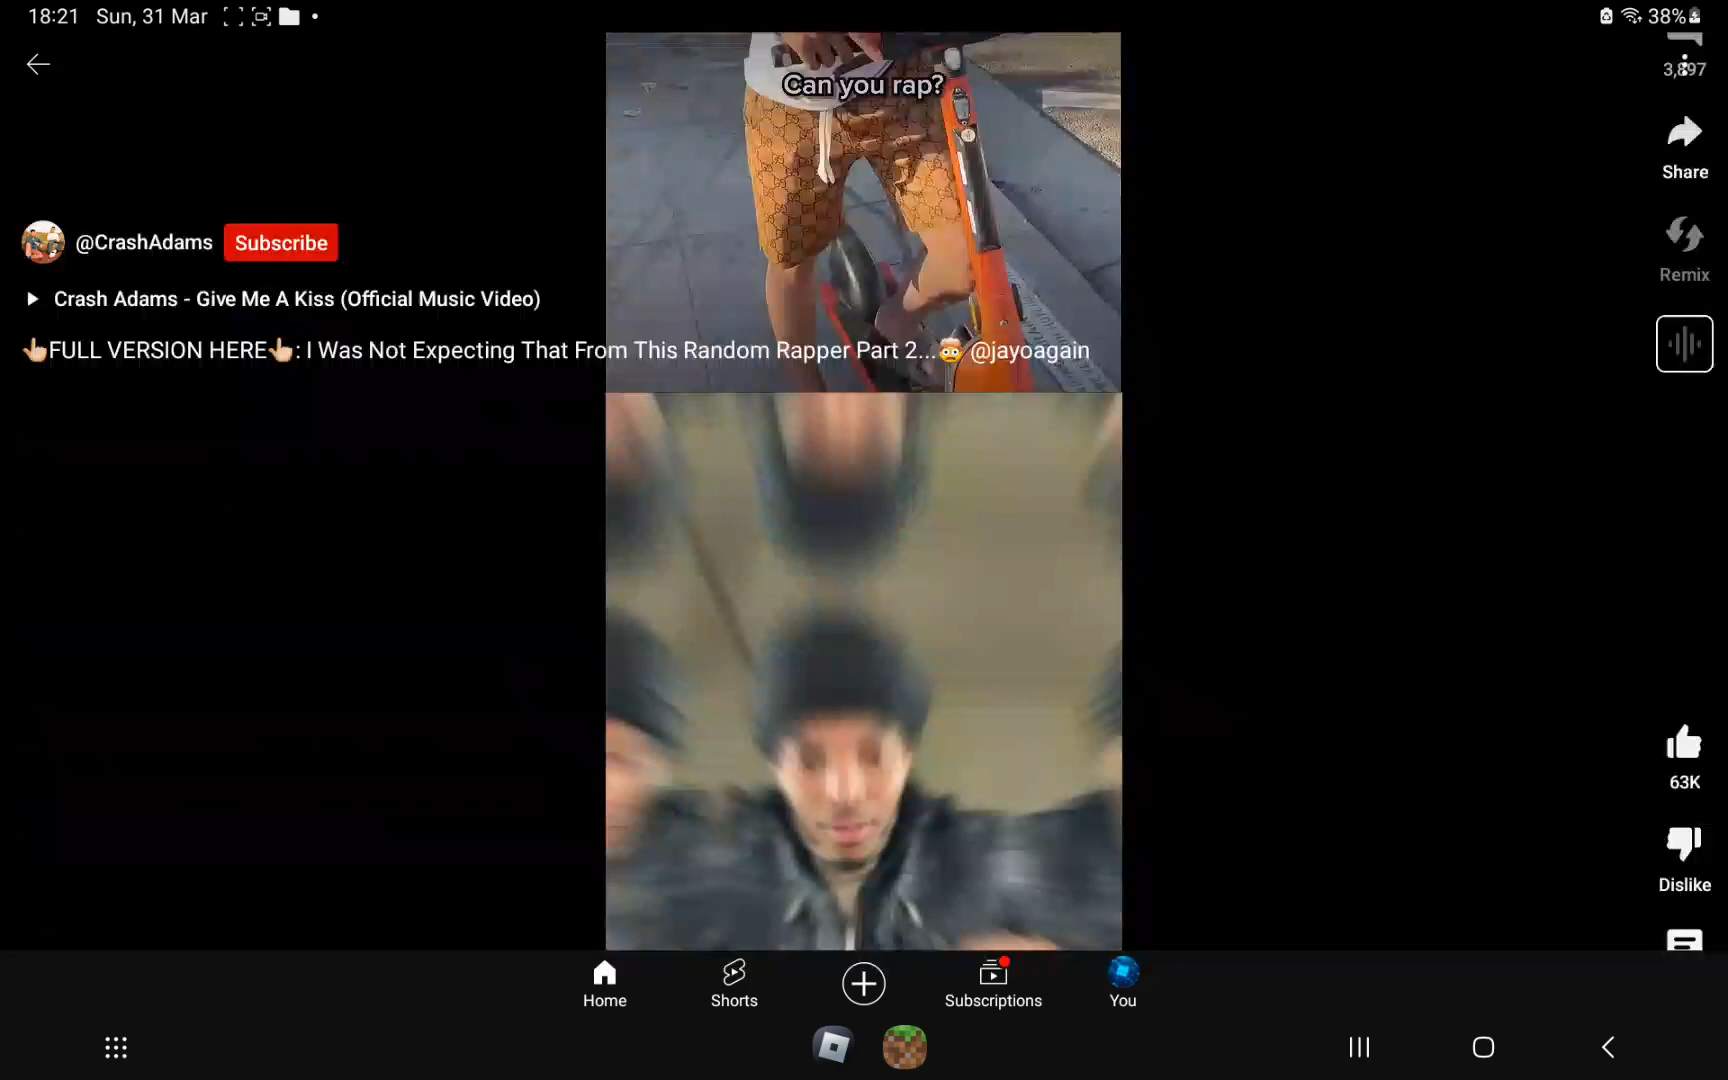 18:21 Sun, 31 Mar
38%
Can you rap?
3,897
Share
@CrashAdams Subscribe
Remix
Crash Adams - Give Me A Kiss (Official Music Video)
👆🏼FULL VERSION HERE👆🏼: I Was Not Expecting That From This Random Rapper Part 2...🤯 @jayoagain
63K
Dislike
Home
Shorts
Subscriptions
You